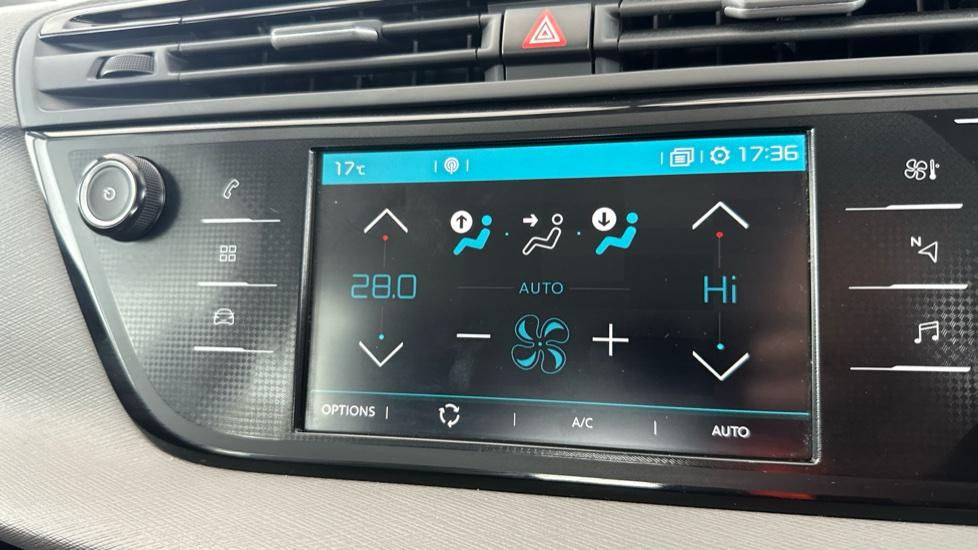 17°C 17:36
N
28.0 AUTO Hi
OPTIONS A/C AUTO